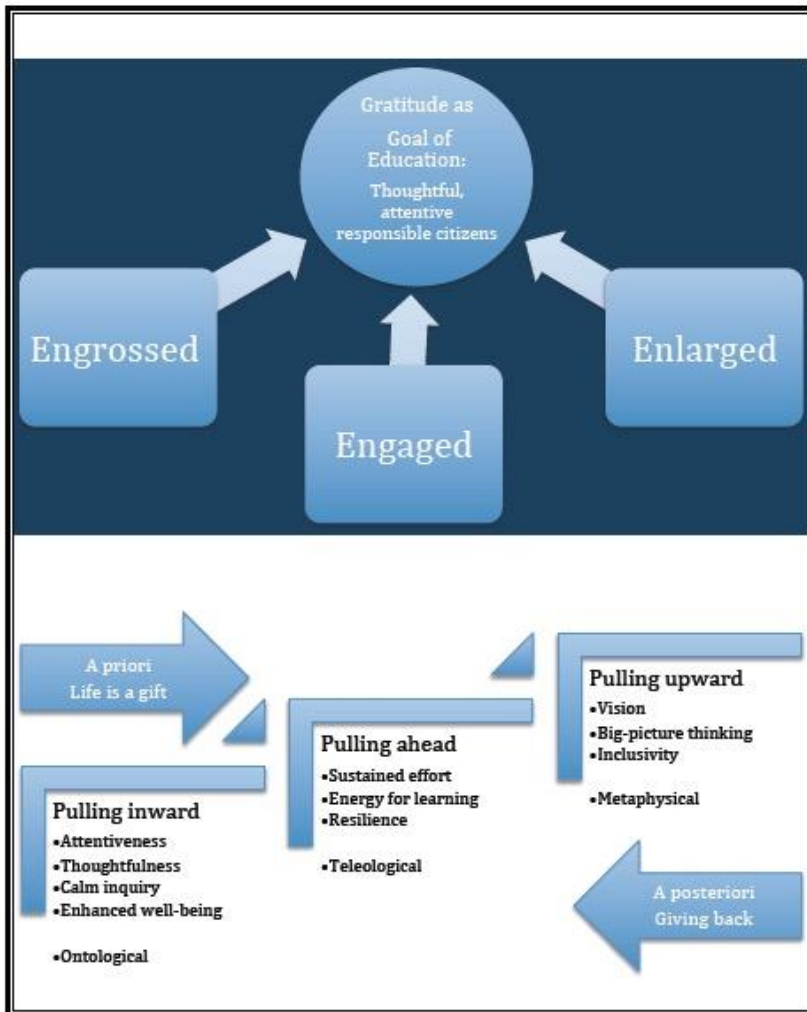 Gratitude as
Goal of
Education:
Thoughtful,
attentive
responsible citizens
Engrossed
Engaged
Enlarged
A priori
Life is a gift
Pulling inward
•Attentiveness
•Thoughtfulness
•Calm inquiry
•Enhanced well-being
•Ontological
Pulling ahead
•Sustained effort
•Energy for learning
•Resilience
•Teleological
Pulling upward
•Vision
•Big-picture thinking
•Inclusivity
•Metaphysical
A posteriori
Giving back